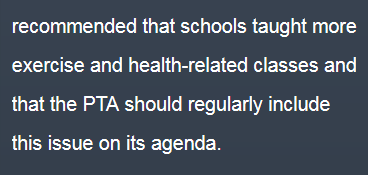 recommended that schools taught more
exercise and health-related classes and
that the PTA should regularly include
this issue on its agenda.